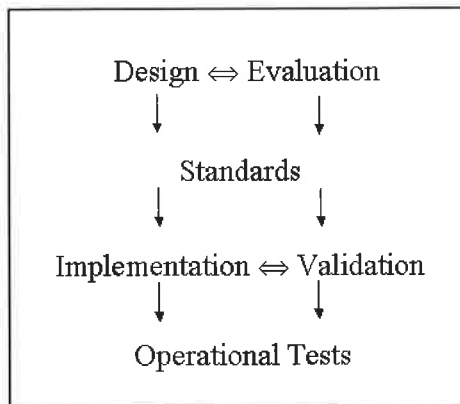 Design ⇔ Evaluation
Standards
Implementation ⇔ Validation
Operational Tests